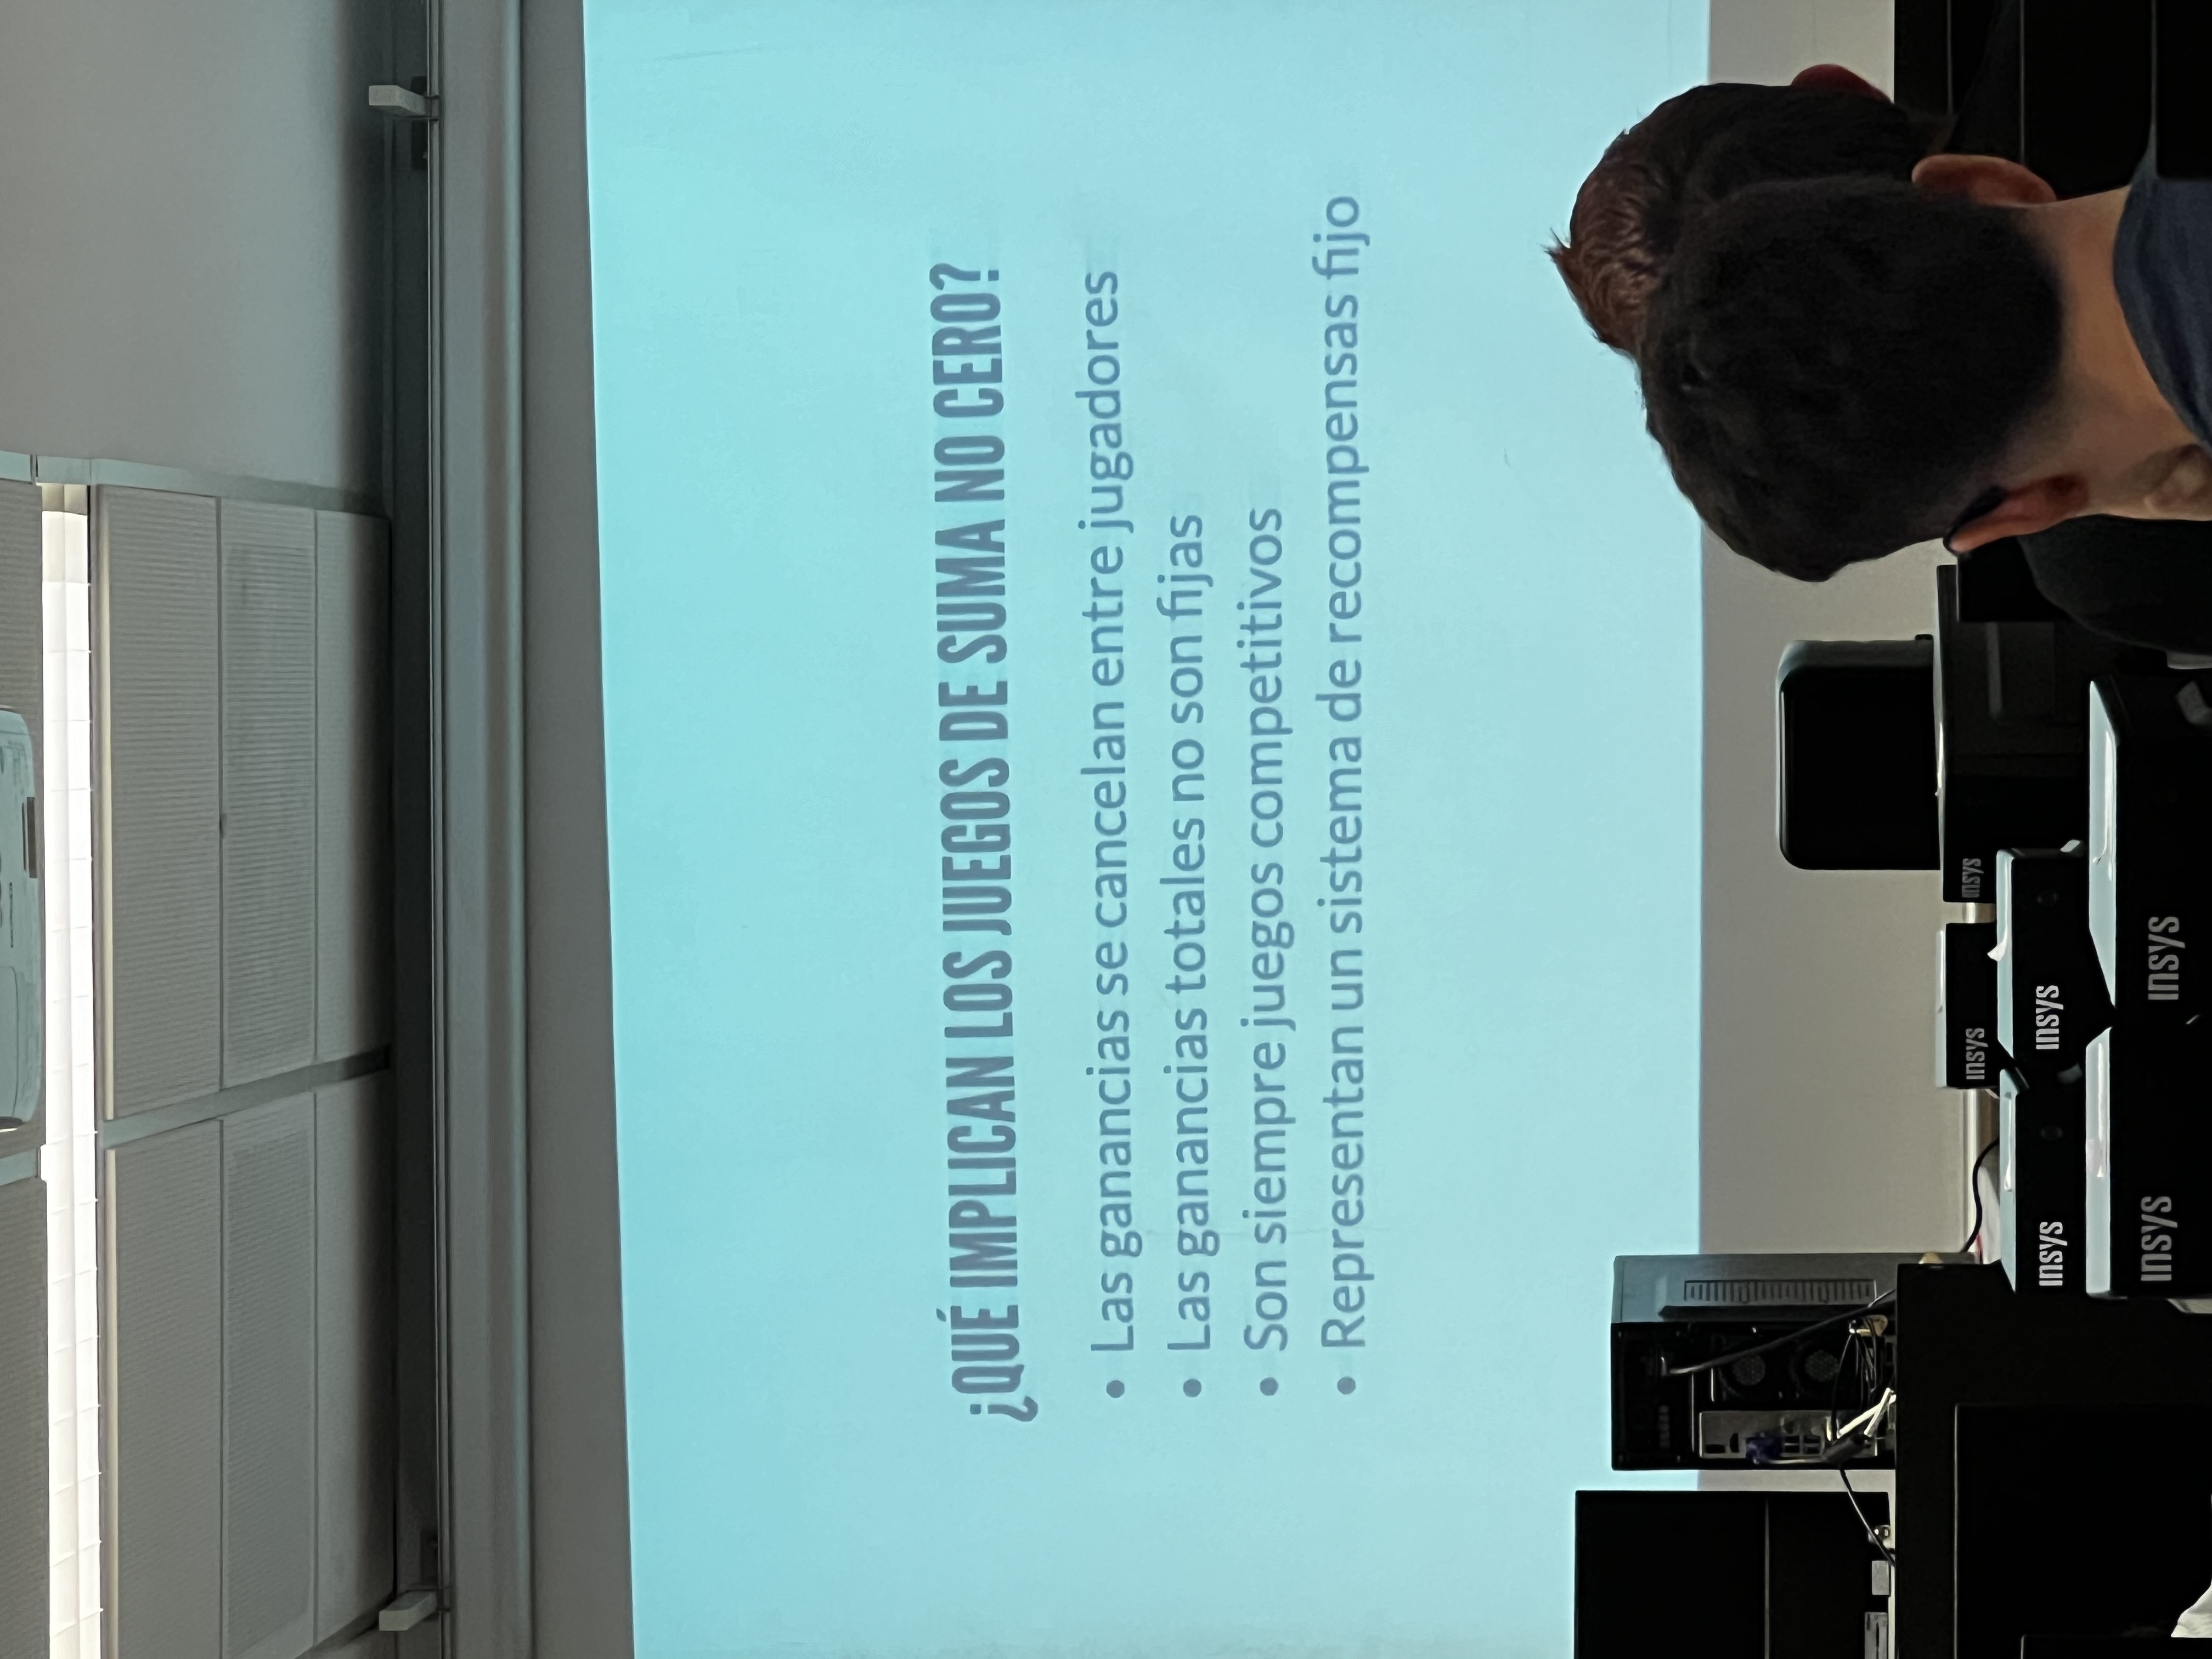 ¿QUÉ IMPLICAN LOS JUEGOS DE SUMA NO CERO?
• Las ganancias se cancelan entre jugadores
• Las ganancias totales no son fijas
• Son siempre juegos competitivos
• Representan un sistema de recompensas fijo
insys
insys
insys
insys
insys
insys